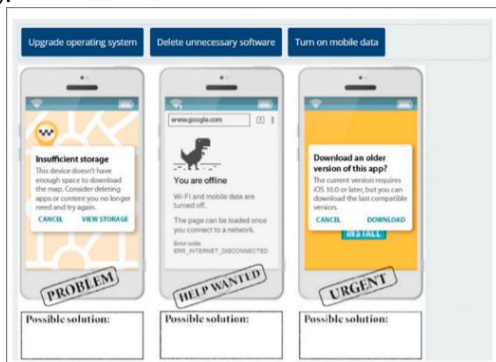 Upgrade operating system
Delete unnecessary software
Turn on mobile data
Insufficient storage
This device doesn't have
enough space to download
the map. Consider deleting
apps or content you no longer
need and try again.
CANCEL VIEW STORAGE
PROBLEM
Possible solution:
www.google.com
You are offline
Wi-Fi and mobile data are
turned off.
The page can be loaded once
you connect to a network.
Error code:
ERR_INTERNET_DISCONNECTED
HELP WANTED
Possible solution:
Download an older
version of this app?
The current version requires
iOS 10.0 or later, but you can
download the last compatible
version.
CANCEL DOWNLOAD
INSTALL
URGENT
Possible solution: